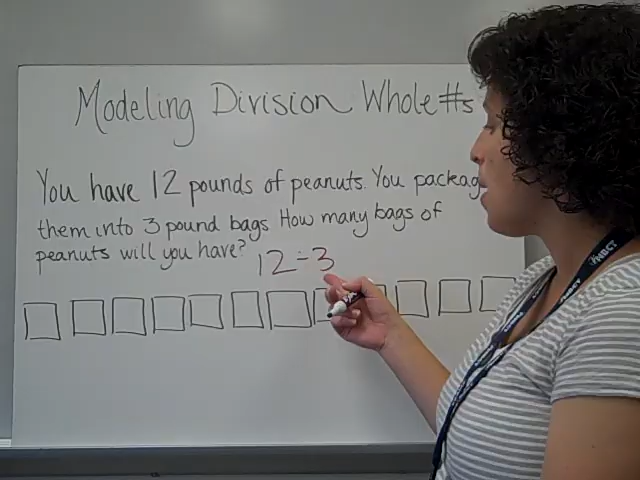 Modeling Division Whole #s
You have 12 pounds of peanuts. You packag
them into 3 pound bags How many bags of
peanuts will you have?
12÷3